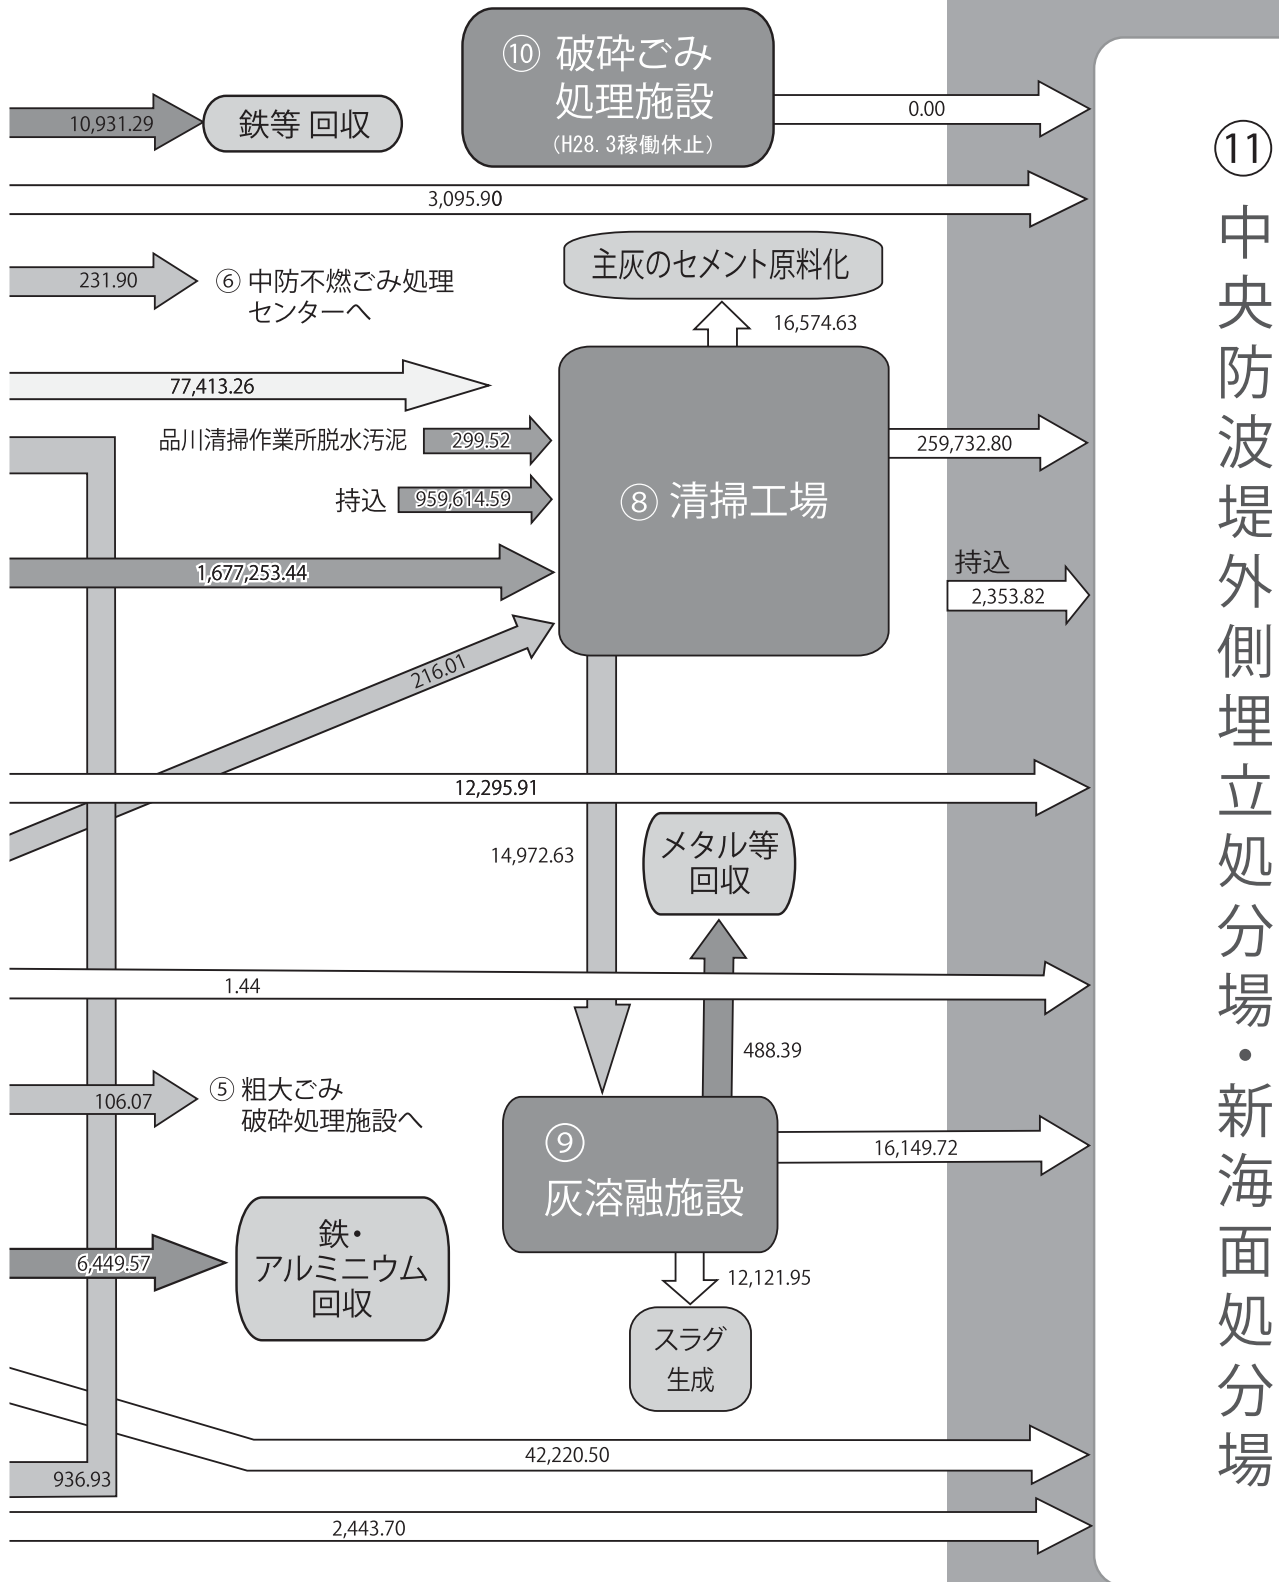 ⑩ 破砕ごみ
処理施設
(H28. 3稼働休止)
0.00
10,931.29
鉄等 回収
3,095.90
231.90
⑥ 中防不燃ごみ処理
センターへ
主灰のセメント原料化
16,574.63
77,413.26
品川清掃作業所脱水汚泥
299.52
259,732.80
持込
959,614.59
⑧ 清掃工場
1,677,253.44
持込
2,353.82
216.01
12,295.91
14,972.63
メタル等
回収
1.44
488.39
106.07
⑤ 粗大ごみ
破砕処理施設へ
⑨
灰溶融施設
16,149.72
6,449.57
鉄・
アルミニウム
回収
12,121.95
スラグ
生成
42,220.50
936.93
2,443.70
⑪ 中央防波堤外側埋立処分場・新海面処分場